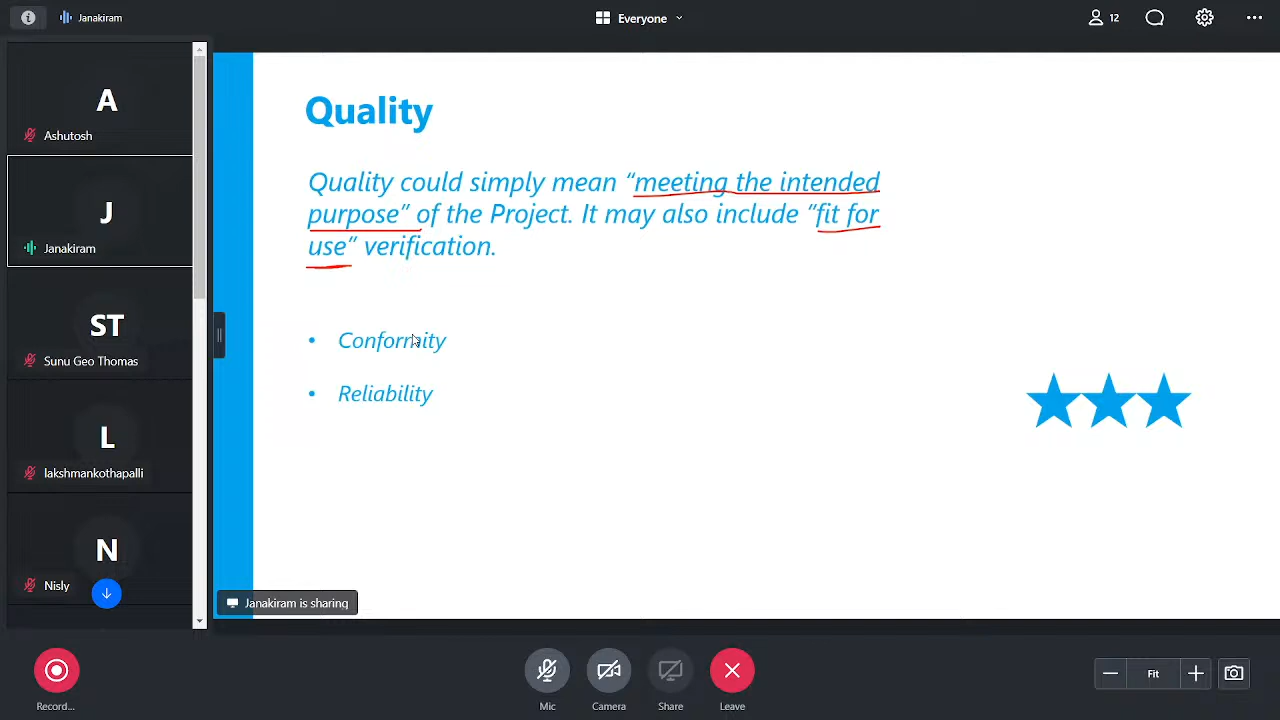 Janakiram
Everyone
12
A
Ashutosh
J
Janakiram
ST
Sunu Geo Thomas
L
lakshmankothapalli
N
Nisly
Quality
Quality could simply mean “meeting the intended
purpose” of the Project. It may also include ”fit for
use” verification.
• Conformity
• Reliability
Janakiram is sharing
Record...
Mic
Camera
Share
Leave
Fit